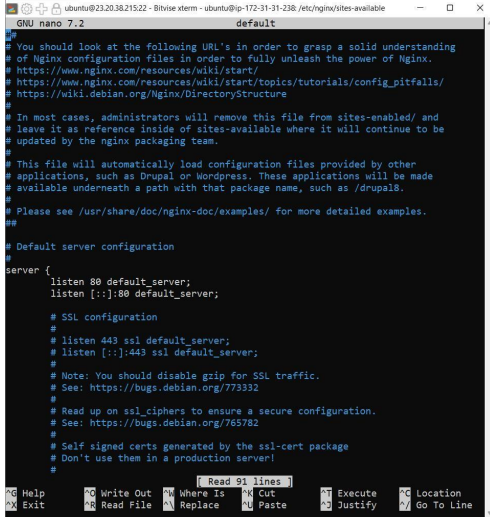 ubuntu@23.20.38.215:22 - Bitvise xterm - ubuntu@ip-172-31-31-238: /etc/nginx/sites-available
GNU nano 7.2 default
##
# You should look at the following URL's in order to grasp a solid understanding
# of Nginx configuration files in order to fully unleash the power of Nginx.
# https://www.nginx.com/resources/wiki/start/
# https://www.nginx.com/resources/wiki/start/topics/tutorials/config_pitfalls/
# https://wiki.debian.org/Nginx/DirectoryStructure
#
# In most cases, administrators will remove this file from sites-enabled/ and
# leave it as reference inside of sites-available where it will continue to be
# updated by the nginx packaging team.
#
# This file will automatically load configuration files provided by other
# applications, such as Drupal or Wordpress. These applications will be made
# available underneath a path with that package name, such as /drupal8.
#
# Please see /usr/share/doc/nginx-doc/examples/ for more detailed examples.
##
# Default server configuration
#
server {
listen 80 default_server;
listen [::]:80 default_server;
# SSL configuration
#
# listen 443 ssl default_server;
# listen [::]:443 ssl default_server;
#
# Note: You should disable gzip for SSL traffic.
# See: https://bugs.debian.org/773332
#
# Read up on ssl_ciphers to ensure a secure configuration.
# See: https://bugs.debian.org/765782
#
# Self signed certs generated by the ssl-cert package
# Don't use them in a production server!
#
[ Read 91 lines ]
^G Help ^O Write Out ^W Where Is ^K Cut ^T Execute ^C Location
^X Exit ^R Read File ^\ Replace ^U Paste ^J Justify ^/ Go To Line